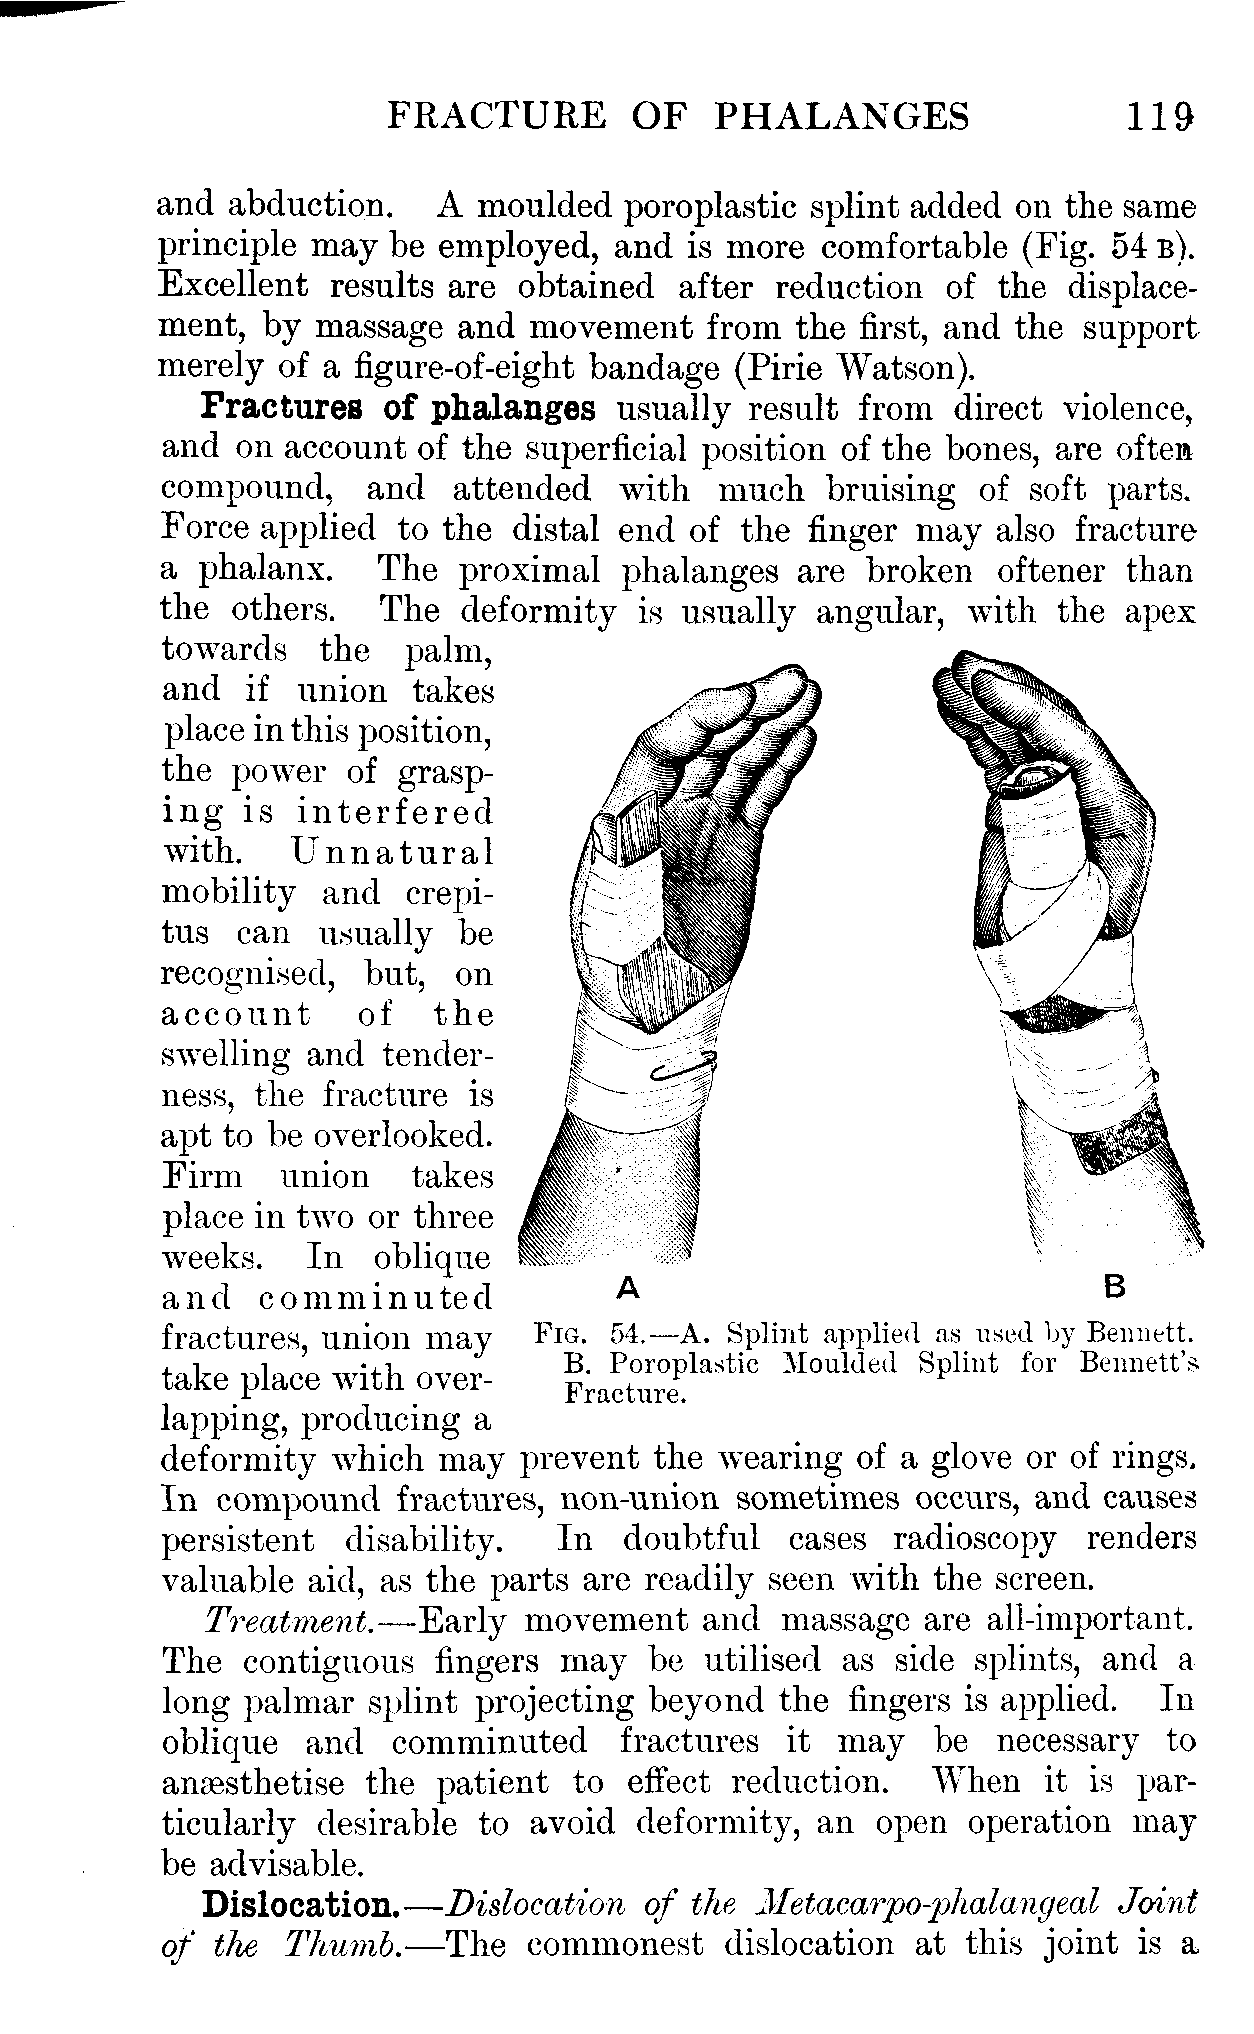 FRACTURE OF PHALANGES 119
and abduction. A moulded poroplastic splint added on the same
principle may be employed, and is more comfortable (Fig. 54 B).
Excellent results are obtained after reduction of the displace-
ment, by massage and movement from the first, and the support
merely of a figure-of-eight bandage (Pirie Watson).
Fractures of phalanges usually result from direct violence,
and on account of the superficial position of the bones, are often
compound, and attended with much bruising of soft parts.
Force applied to the distal end of the finger may also fracture
a phalanx. The proximal phalanges are broken oftener than
the others. The deformity is usually angular, with the apex
towards the palm,
and if union takes
place in this position,
the power of grasp-
ing is interfered
with. Unnatural
mobility and crepi-
tus can usually be
recognised, but, on
account of the
swelling and tender-
ness, the fracture is
apt to be overlooked.
Firm union takes
place in two or three
weeks. In oblique
and comminuted
fractures, union may
take place with over-
lapping, producing a
A B
FIG. 54.—A. Splint applied as used by Bennett.
B. Poroplastic Moulded Splint for Bennett's
Fracture.
deformity which may prevent the wearing of a glove or of rings.
In compound fractures, non-union sometimes occurs, and causes
persistent disability. In doubtful cases radioscopy renders
valuable aid, as the parts are readily seen with the screen.
Treatment.—Early movement and massage are all-important.
The contiguous fingers may be utilised as side splints, and a
long palmar splint projecting beyond the fingers is applied. In
oblique and comminuted fractures it may be necessary to
anæsthetise the patient to effect reduction. When it is par-
ticularly desirable to avoid deformity, an open operation may
be advisable.
Dislocation.—Dislocation of the Metacarpo-phalangeal Joint
of the Thumb.—The commonest dislocation at this joint is a